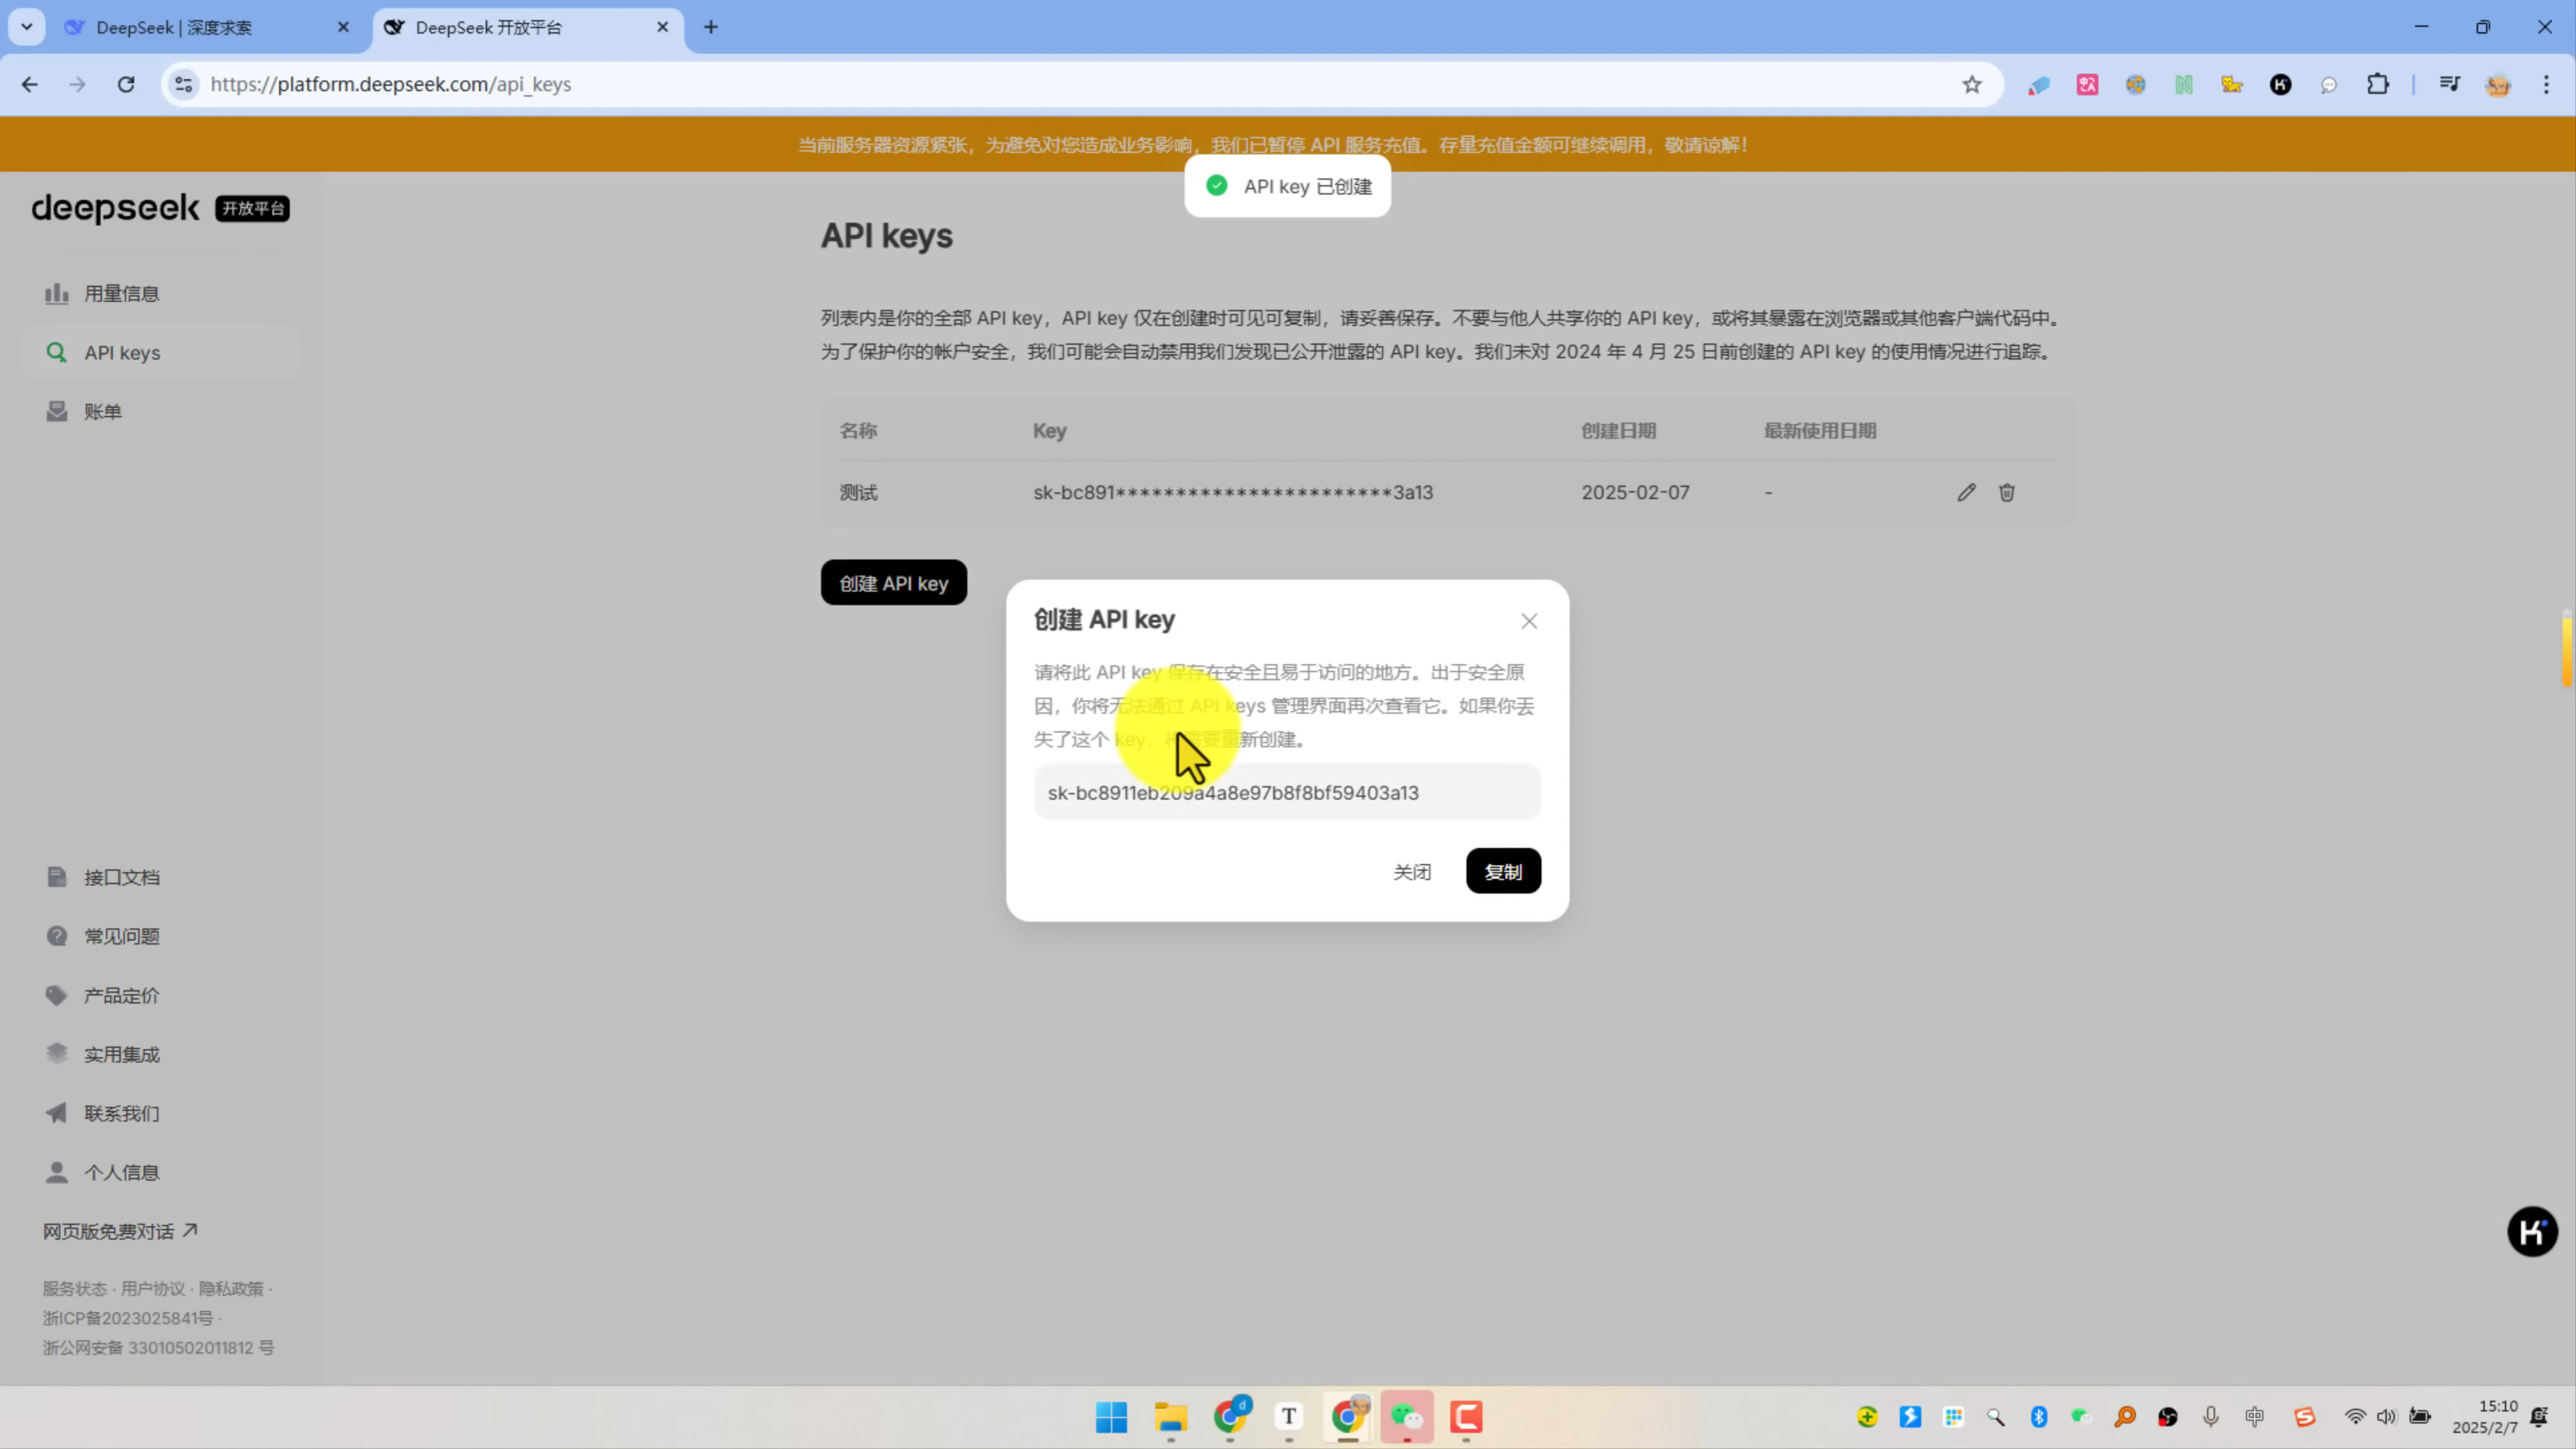 DeepSeek | 深度求索
DeepSeek 开放平台
https://platform.deepseek.com/api_keys
当前服务器资源紧张，为避免对您造成业务影响，我们已暂停 API 服务充值。存量充值金额可继续调用，敬请谅解！
API key 已创建
deepseek 开放平台
用量信息
API keys
账单
接口文档
常见问题
产品定价
实用集成
联系我们
个人信息
网页版免费对话
服务状态 · 用户协议 · 隐私政策 ·
浙ICP备2023025841号 ·
浙公网安备 33010502011812 号
API keys
列表内是你的全部 API key，API key 仅在创建时可见可复制，请妥善保存。不要与他人共享你的 API key，或将其暴露在浏览器或其他客户端代码中。
为了保护你的帐户安全，我们可能会自动禁用我们发现已公开泄露的 API key。我们未对 2024 年 4 月 25 日前创建的 API key 的使用情况进行追踪。
名称 Key 创建日期 最新使用日期
测试 sk-bc891***********************3a13 2025-02-07 -
创建 API key
创建 API key
请将此 API key 保存在安全且易于访问的地方。出于安全原
因，你将无法通过 API keys 管理界面再次查看它。如果你丢
失了这个 key，将需要重新创建。
sk-bc8911eb209a4a8e97b8f8bf59403a13
关闭 复制
15:10
2025/2/7